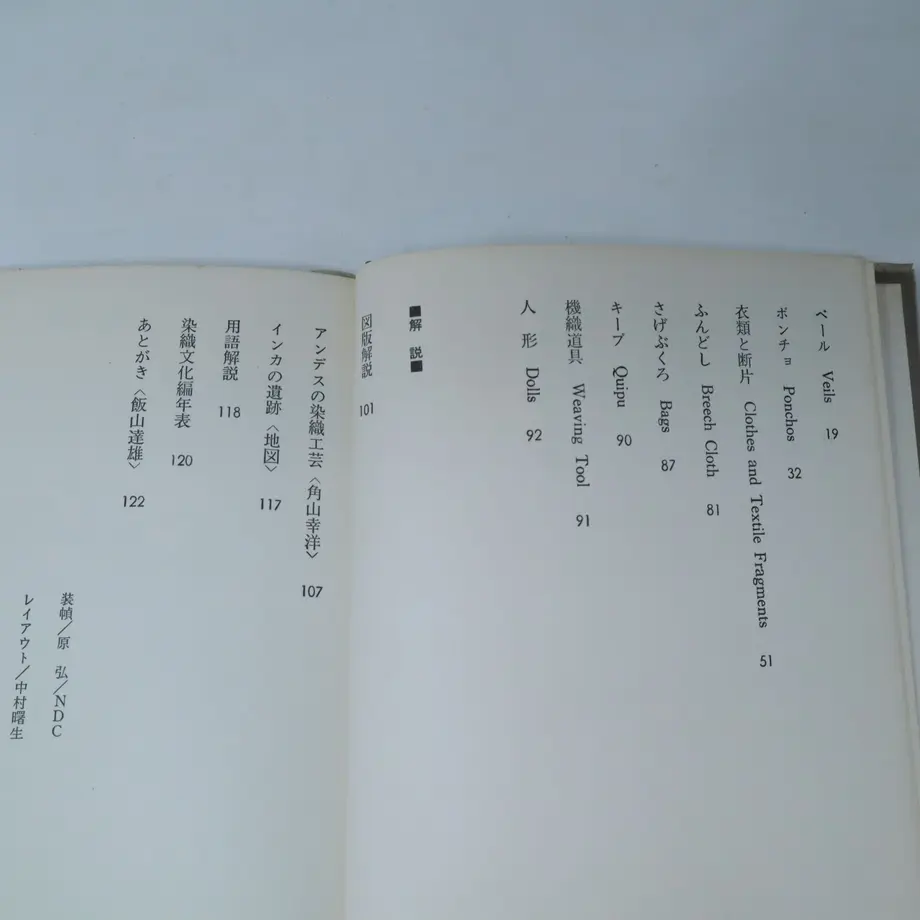 ベール Veils 19
ポンチョ Ponchos 32
衣類と断片 Clothes and Textile Fragments 51
ふんどし Breech Cloth 81
さげぶくろ Bags 87
キープ Quipu 90
機織道具 Weaving Tool 91
人形 Dolls 92
■解説■
図版解説 101
アンデスの染織工芸〈角山幸洋〉 107
インカの遺跡〈地図〉 117
用語解説 118
染織文化編年表 120
あとがき〈飯山達雄〉 122
装幀/原 弘/NDC
レイアウト/中村曙生